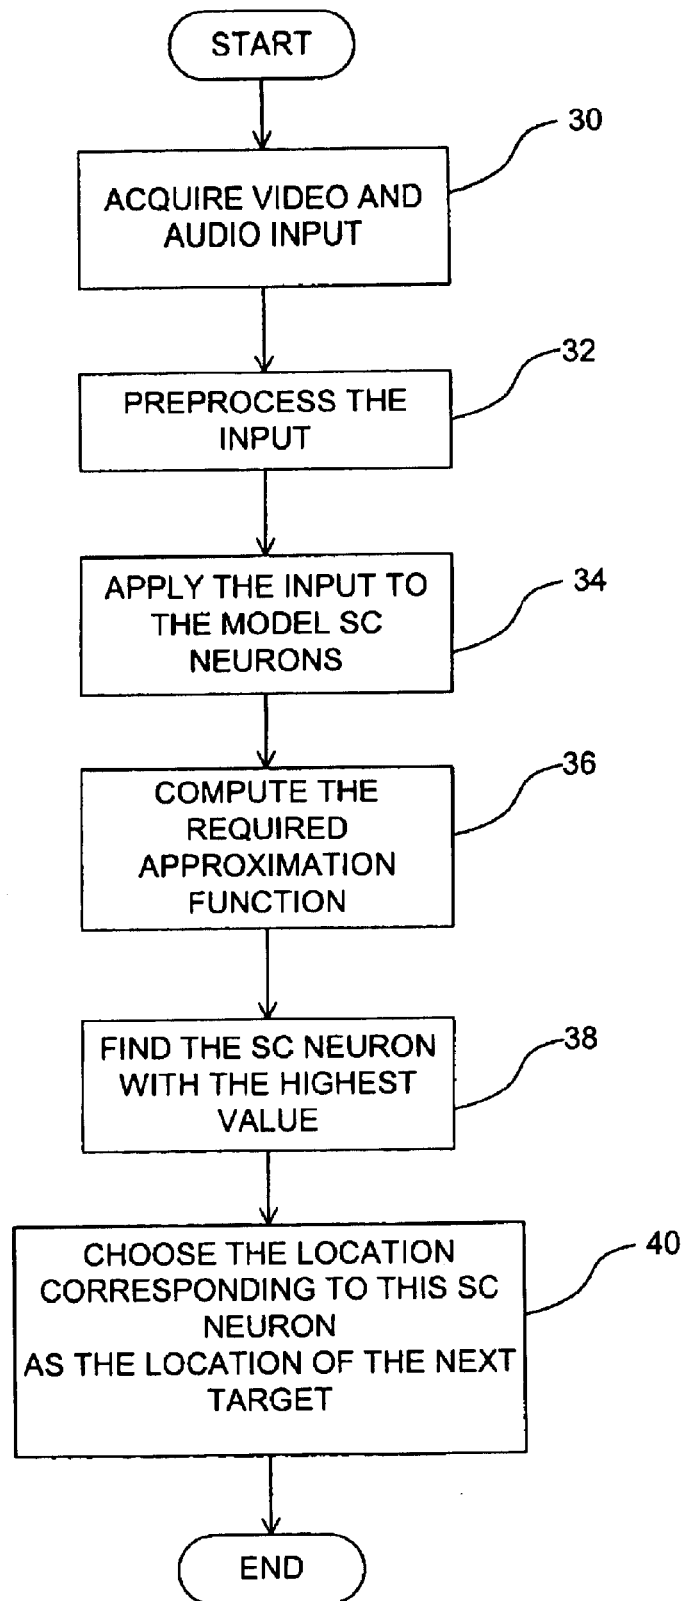 START
30
ACQUIRE VIDEO AND
AUDIO INPUT
32
PREPROCESS THE
INPUT
34
APPLY THE INPUT TO
THE MODEL SC
NEURONS
36
COMPUTE THE
REQUIRED
APPROXIMATION
FUNCTION
38
FIND THE SC NEURON
WITH THE HIGHEST
VALUE
40
CHOOSE THE LOCATION
CORRESPONDING TO THIS SC
NEURON
AS THE LOCATION OF THE NEXT
TARGET
END